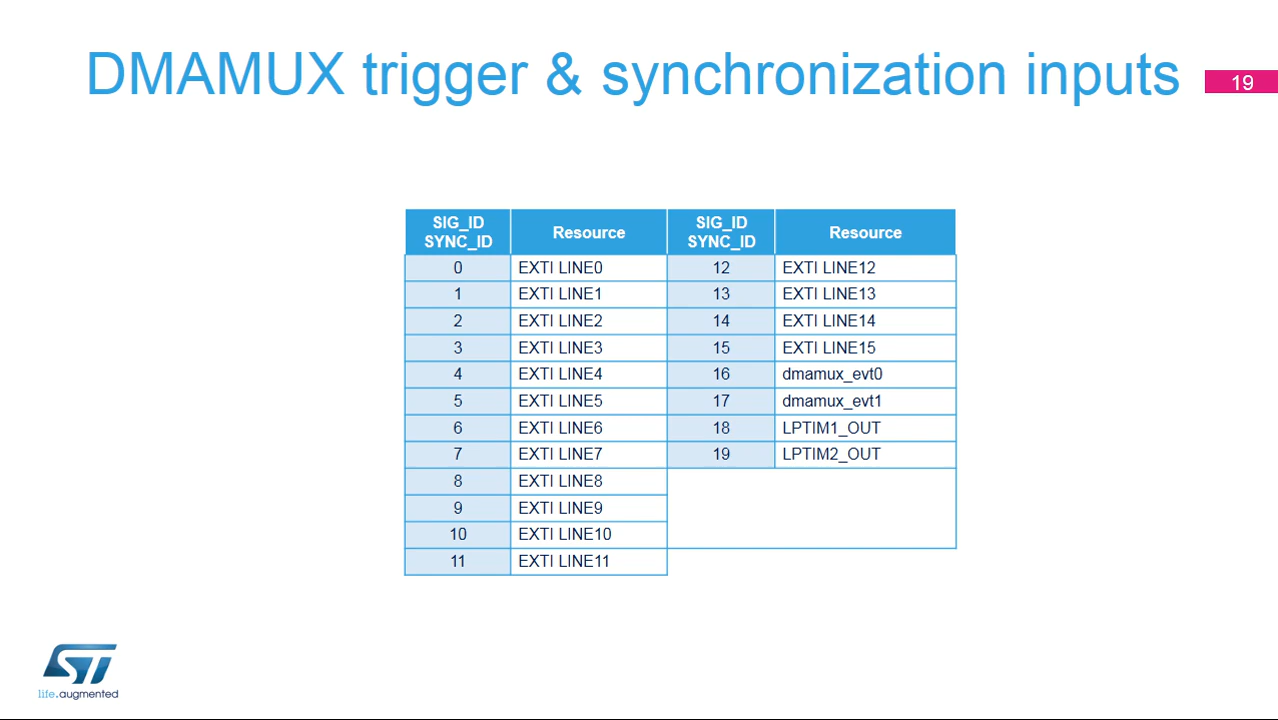 DMAMUX trigger & synchronization inputs
19
SIG_ID SYNC_ID Resource SIG_ID SYNC_ID Resource
0 EXTI LINE0 12 EXTI LINE12
1 EXTI LINE1 13 EXTI LINE13
2 EXTI LINE2 14 EXTI LINE14
3 EXTI LINE3 15 EXTI LINE15
4 EXTI LINE4 16 dmamux_evt0
5 EXTI LINE5 17 dmamux_evt1
6 EXTI LINE6 18 LPTIM1_OUT
7 EXTI LINE7 19 LPTIM2_OUT
8 EXTI LINE8
9 EXTI LINE9
10 EXTI LINE10
11 EXTI LINE11
ST
life.augmented